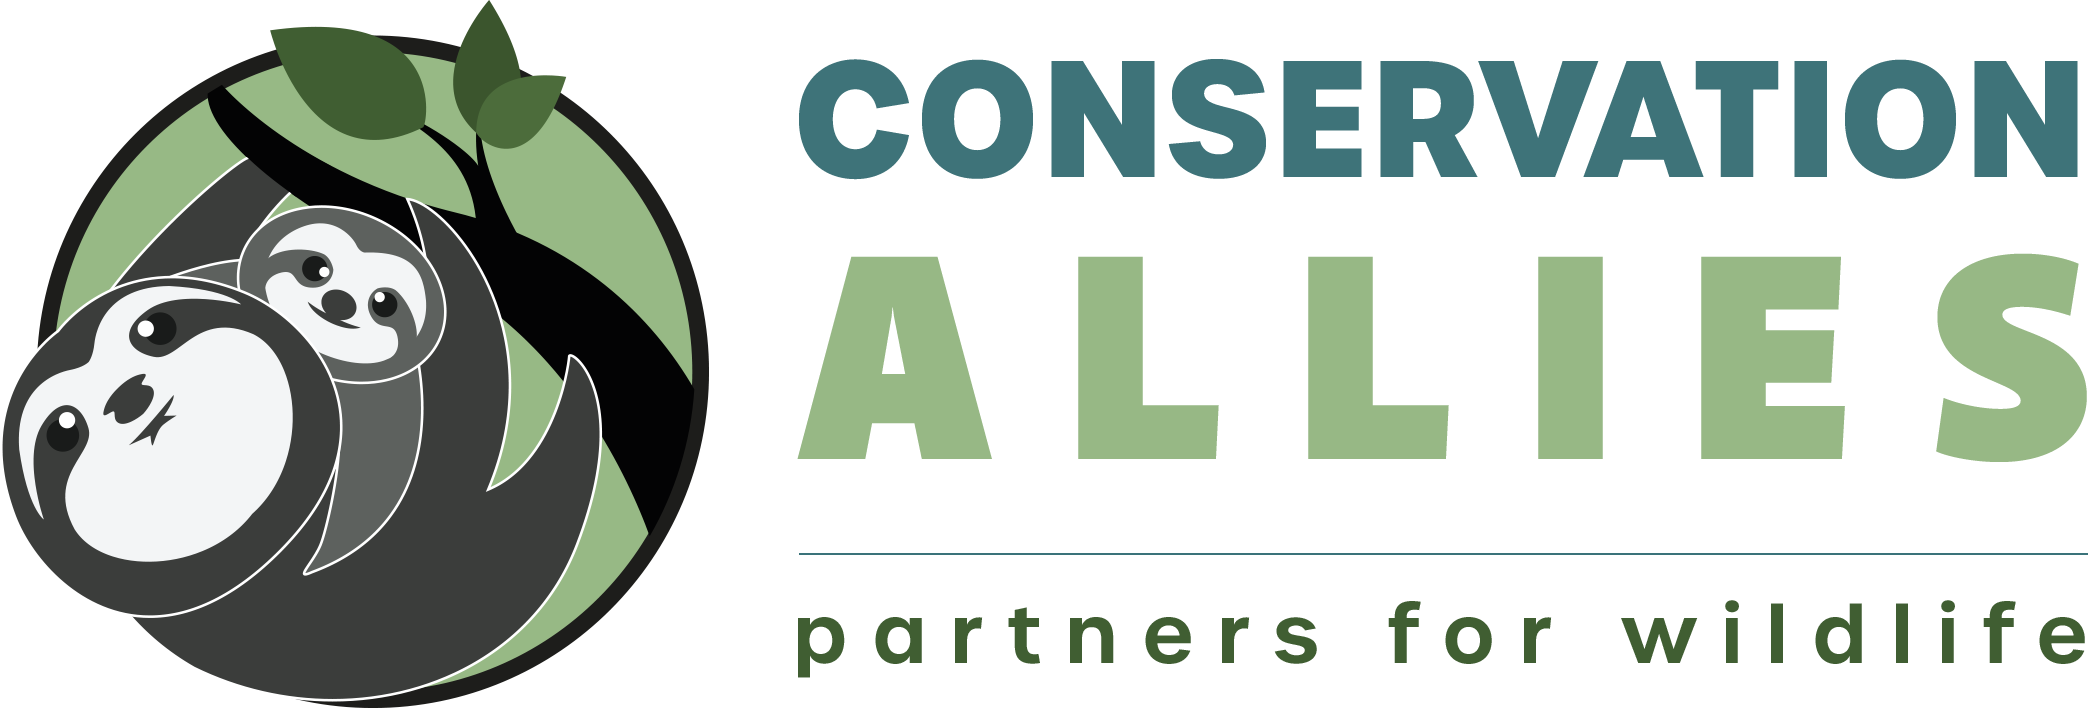 CONSERVATION
ALLIES
partners for wildlife